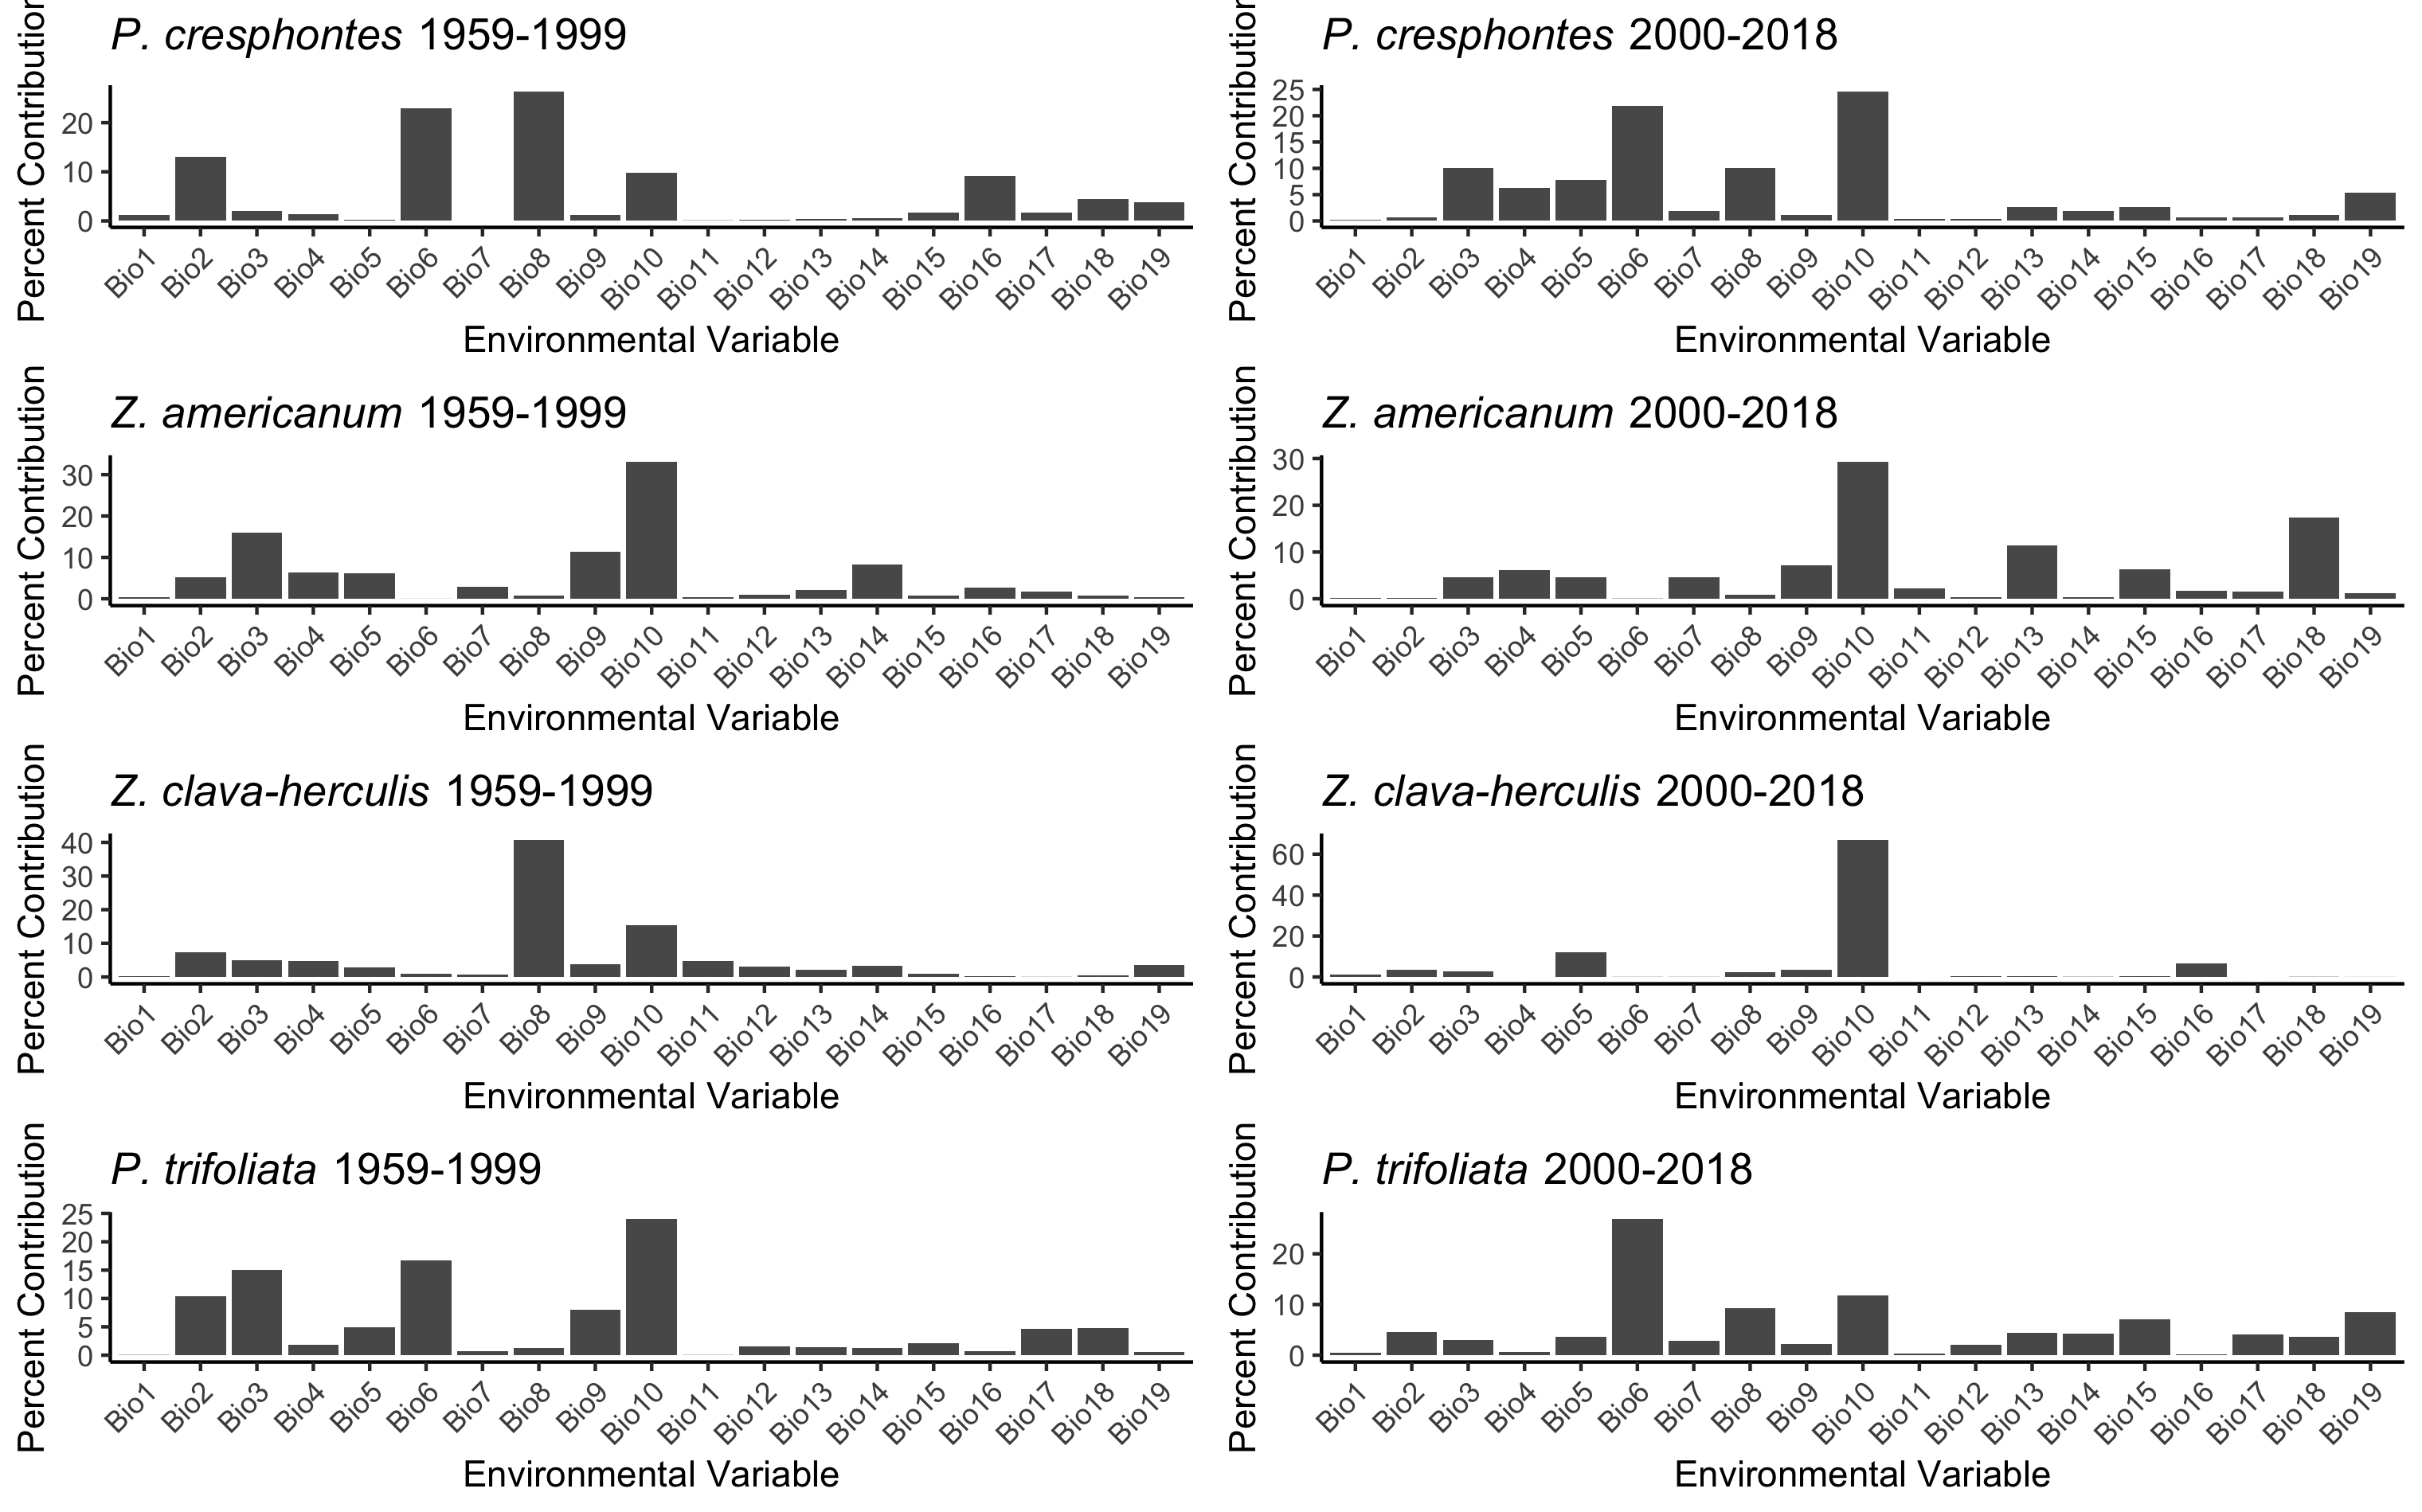 P. cresphontes 1959-1999
Percent Contribution
20
10
0
Bio1 Bio2 Bio3 Bio4 Bio5 Bio6 Bio7 Bio8 Bio9 Bio10 Bio11 Bio12 Bio13 Bio14 Bio15 Bio16 Bio17 Bio18 Bio19
Environmental Variable
P. cresphontes 2000-2018
Percent Contribution
25
20
15
10
5
0
Bio1 Bio2 Bio3 Bio4 Bio5 Bio6 Bio7 Bio8 Bio9 Bio10 Bio11 Bio12 Bio13 Bio14 Bio15 Bio16 Bio17 Bio18 Bio19
Environmental Variable
Z. americanum 1959-1999
Percent Contribution
30
20
10
0
Bio1 Bio2 Bio3 Bio4 Bio5 Bio6 Bio7 Bio8 Bio9 Bio10 Bio11 Bio12 Bio13 Bio14 Bio15 Bio16 Bio17 Bio18 Bio19
Environmental Variable
Z. americanum 2000-2018
Percent Contribution
30
20
10
0
Bio1 Bio2 Bio3 Bio4 Bio5 Bio6 Bio7 Bio8 Bio9 Bio10 Bio11 Bio12 Bio13 Bio14 Bio15 Bio16 Bio17 Bio18 Bio19
Environmental Variable
Z. clava-herculis 1959-1999
Percent Contribution
40
30
20
10
0
Bio1 Bio2 Bio3 Bio4 Bio5 Bio6 Bio7 Bio8 Bio9 Bio10 Bio11 Bio12 Bio13 Bio14 Bio15 Bio16 Bio17 Bio18 Bio19
Environmental Variable
Z. clava-herculis 2000-2018
Percent Contribution
60
40
20
0
Bio1 Bio2 Bio3 Bio4 Bio5 Bio6 Bio7 Bio8 Bio9 Bio10 Bio11 Bio12 Bio13 Bio14 Bio15 Bio16 Bio17 Bio18 Bio19
Environmental Variable
P. trifoliata 1959-1999
Percent Contribution
25
20
15
10
5
0
Bio1 Bio2 Bio3 Bio4 Bio5 Bio6 Bio7 Bio8 Bio9 Bio10 Bio11 Bio12 Bio13 Bio14 Bio15 Bio16 Bio17 Bio18 Bio19
Environmental Variable
P. trifoliata 2000-2018
Percent Contribution
20
10
0
Bio1 Bio2 Bio3 Bio4 Bio5 Bio6 Bio7 Bio8 Bio9 Bio10 Bio11 Bio12 Bio13 Bio14 Bio15 Bio16 Bio17 Bio18 Bio19
Environmental Variable